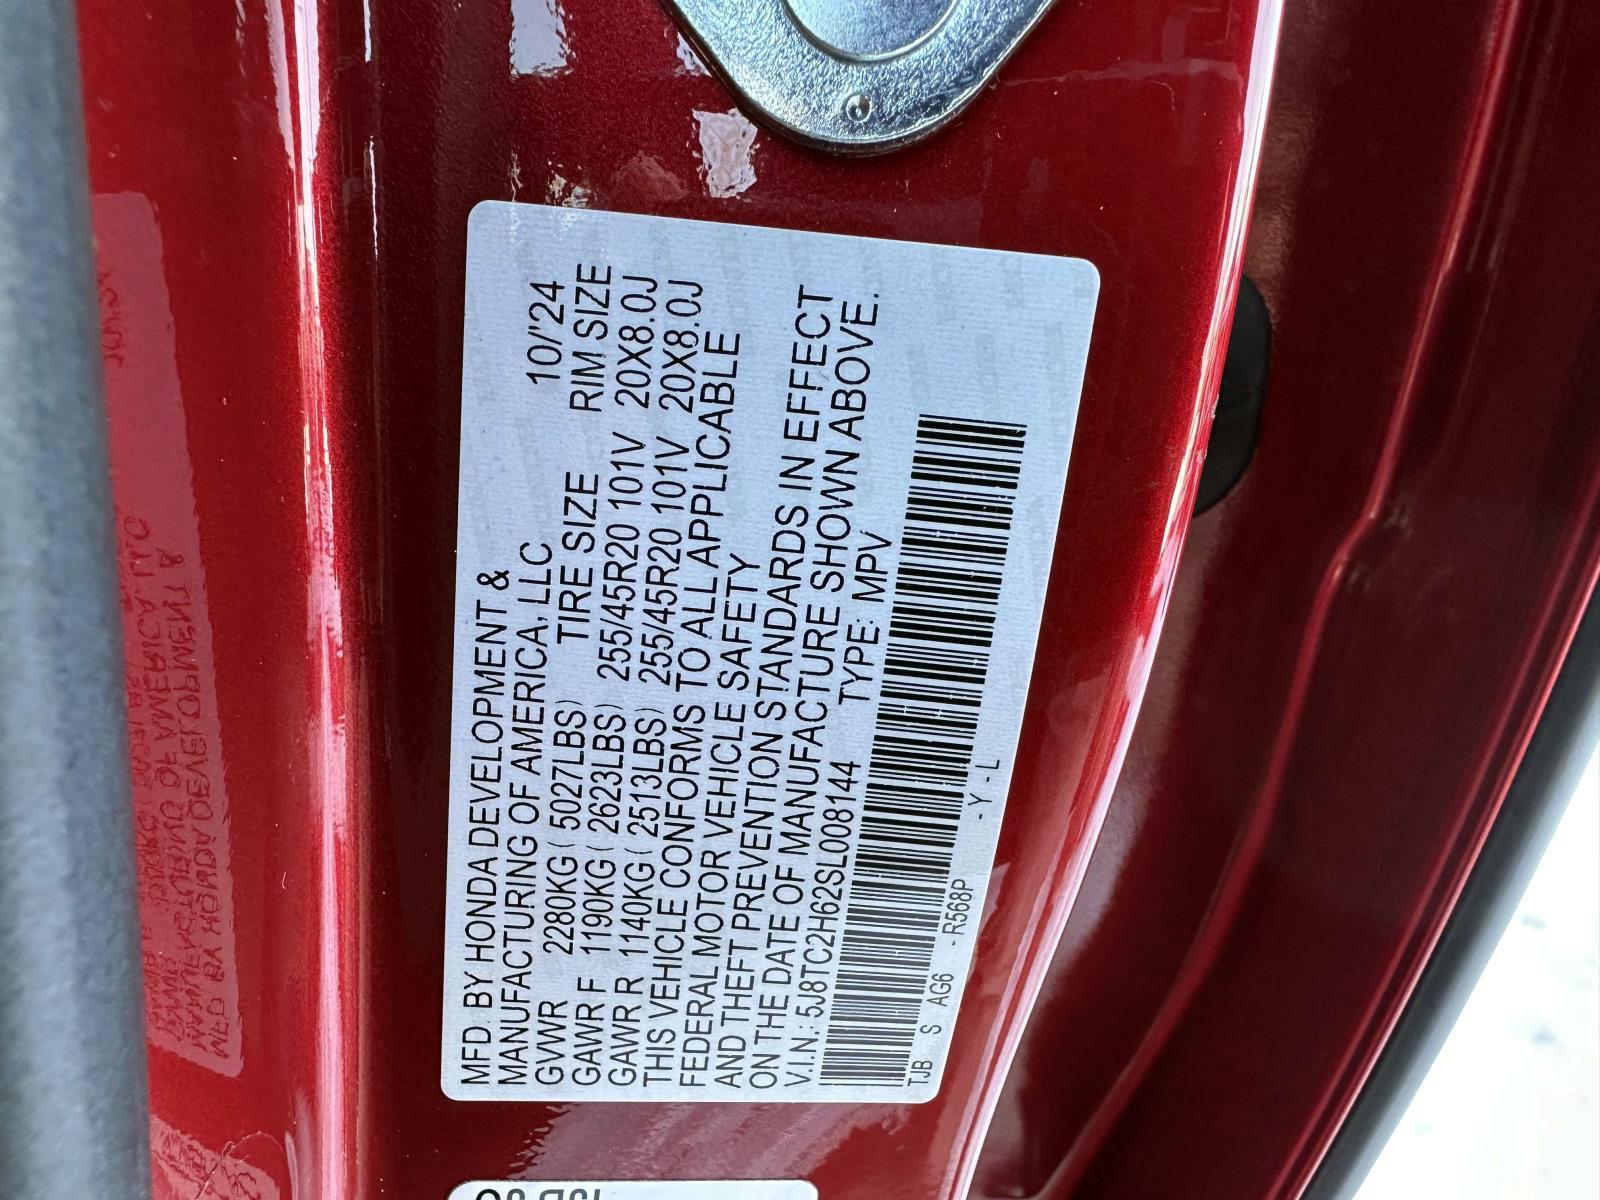 MFD. BY HONDA DEVELOPMENT &
MANUFACTURING OF AMERICA, LLC 10/'24
GVWR 2280KG ( 5027LBS) TIRE SIZE RIM SIZE
GAWR F 1190KG ( 2623LBS) 255/45R20 101V 20X8.0J
GAWR R 1140KG ( 2513LBS) 255/45R20 101V 20X8.0J
THIS VEHICLE CONFORMS TO ALL APPLICABLE
FEDERAL MOTOR VEHICLE SAFETY
AND THEFT PREVENTION STANDARDS IN EFFECT
ON THE DATE OF MANUFACTURE SHOWN ABOVE.
V.I.N.: 5J8TC2H62SL008144 TYPE: MPV
TJB S AG6 - R568P - Y - L